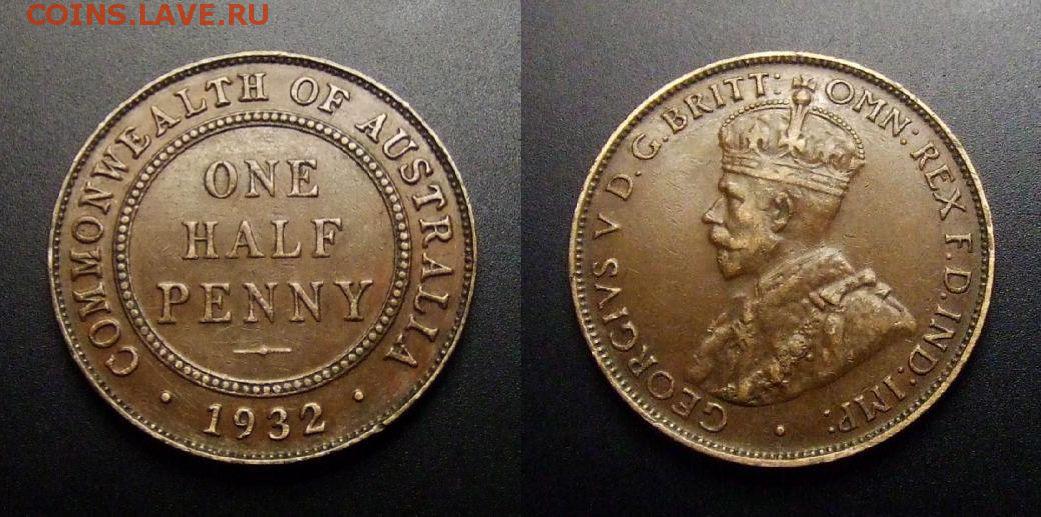 COINS.LAVE.RU
COMMONWEALTH OF AUSTRALIA
ONE
HALF
PENNY
· 1932 ·
GEORGIVS V D. G. BRITT: OMN: REX F. D. IND: IMP: ·